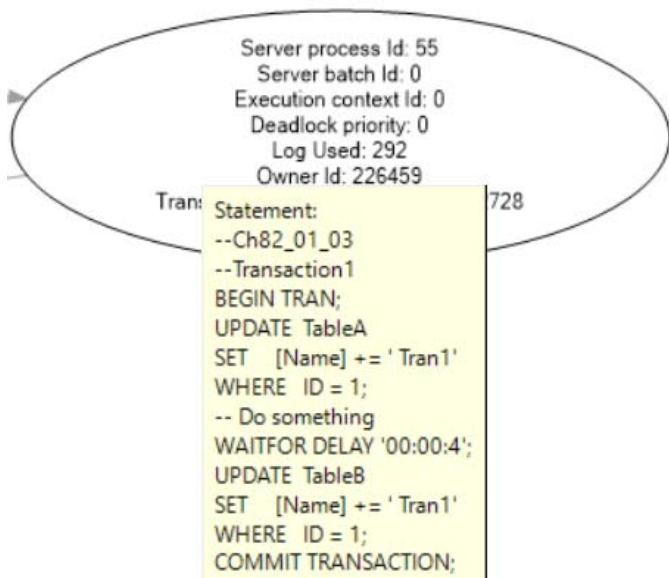 Server process Id: 55
Server batch Id: 0
Execution context Id: 0
Deadlock priority: 0
Log Used: 292
Owner Id: 226459
Trans 728
Statement:
--Ch82_01_03
--Transaction1
BEGIN TRAN;
UPDATE TableA
SET [Name] += ' Tran1'
WHERE ID = 1;
-- Do something
WAITFOR DELAY '00:00:4';
UPDATE TableB
SET [Name] += ' Tran1'
WHERE ID = 1;
COMMIT TRANSACTION;